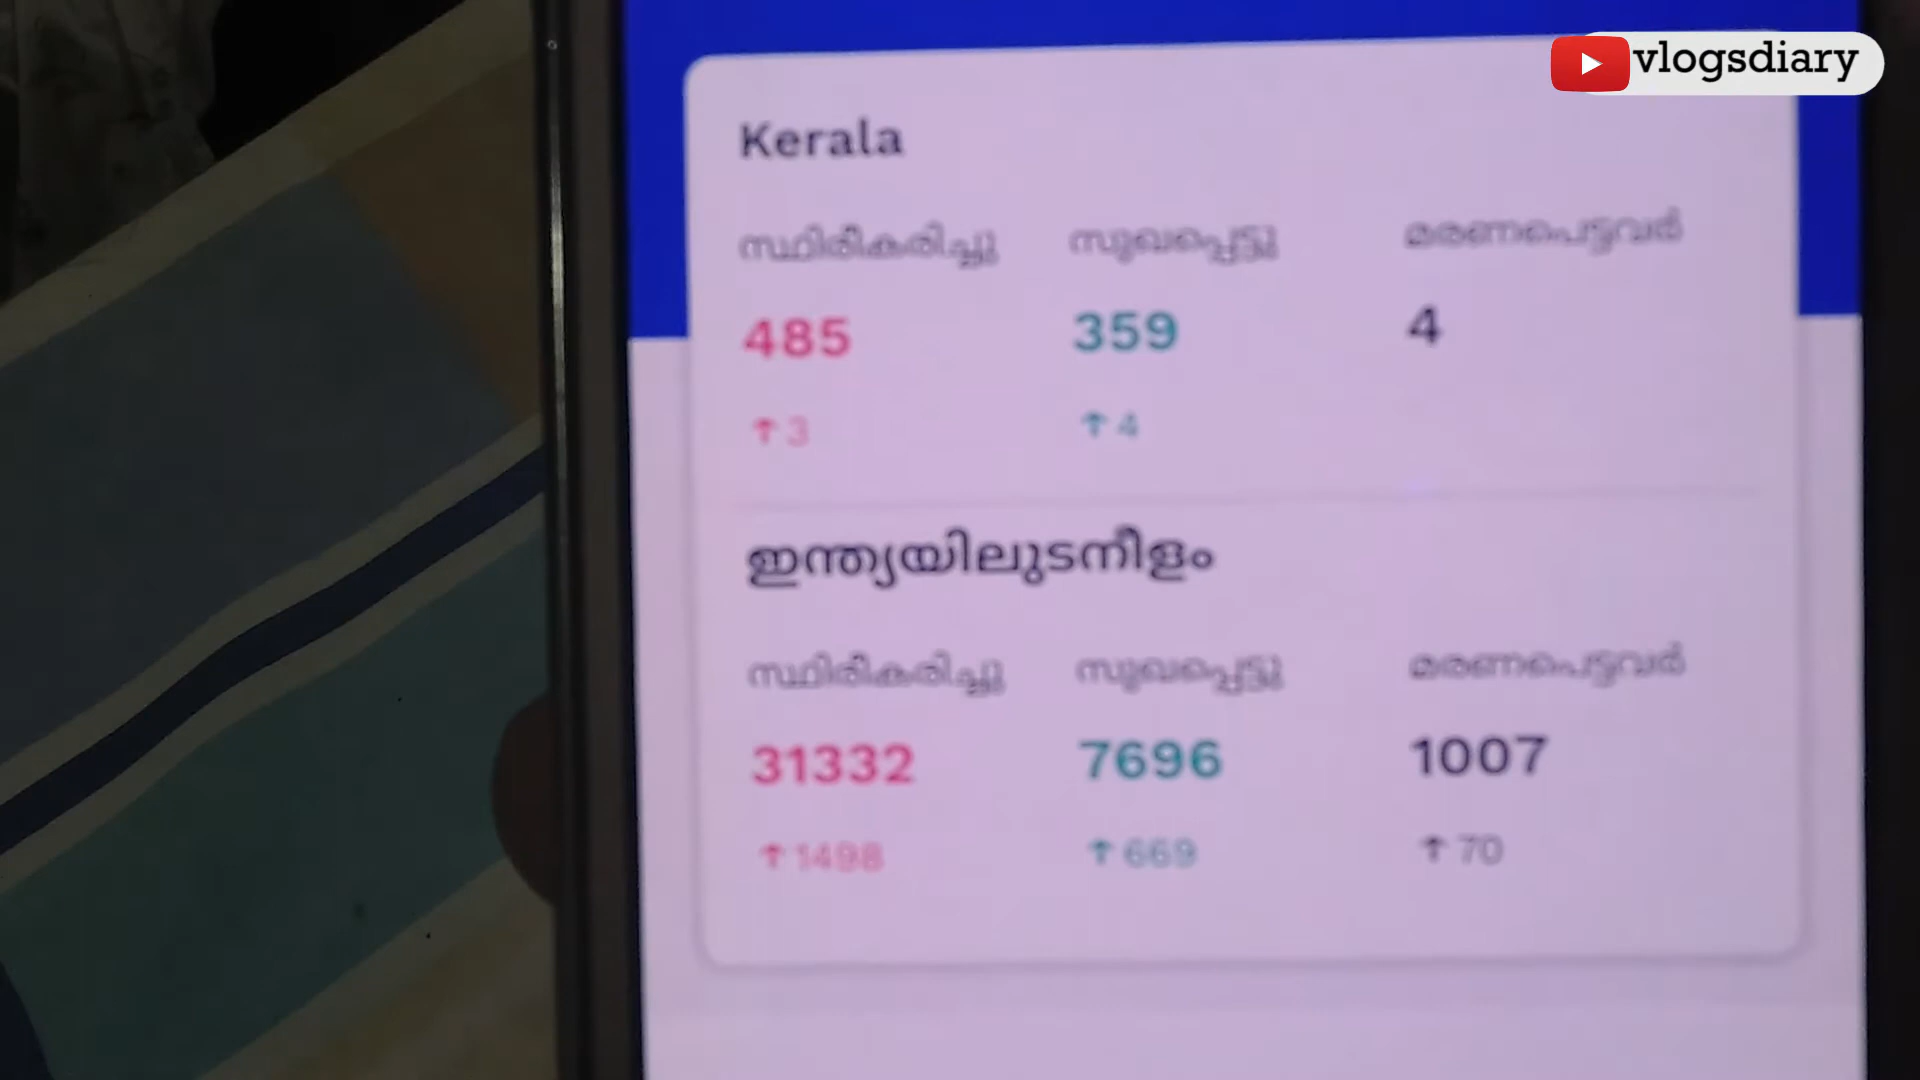 vlogsdiary
Kerala
സ്ഥിരീകരിച്ചു സുഖപ്പെട്ടു മരണപെട്ടവർ
485 359 4
↑3 ↑4
ഇന്ത്യയിലുടനീളം
സ്ഥിരീകരിച്ചു സുഖപ്പെട്ടു മരണപെട്ടവർ
31332 7696 1007
↑1498 ↑669 ↑70